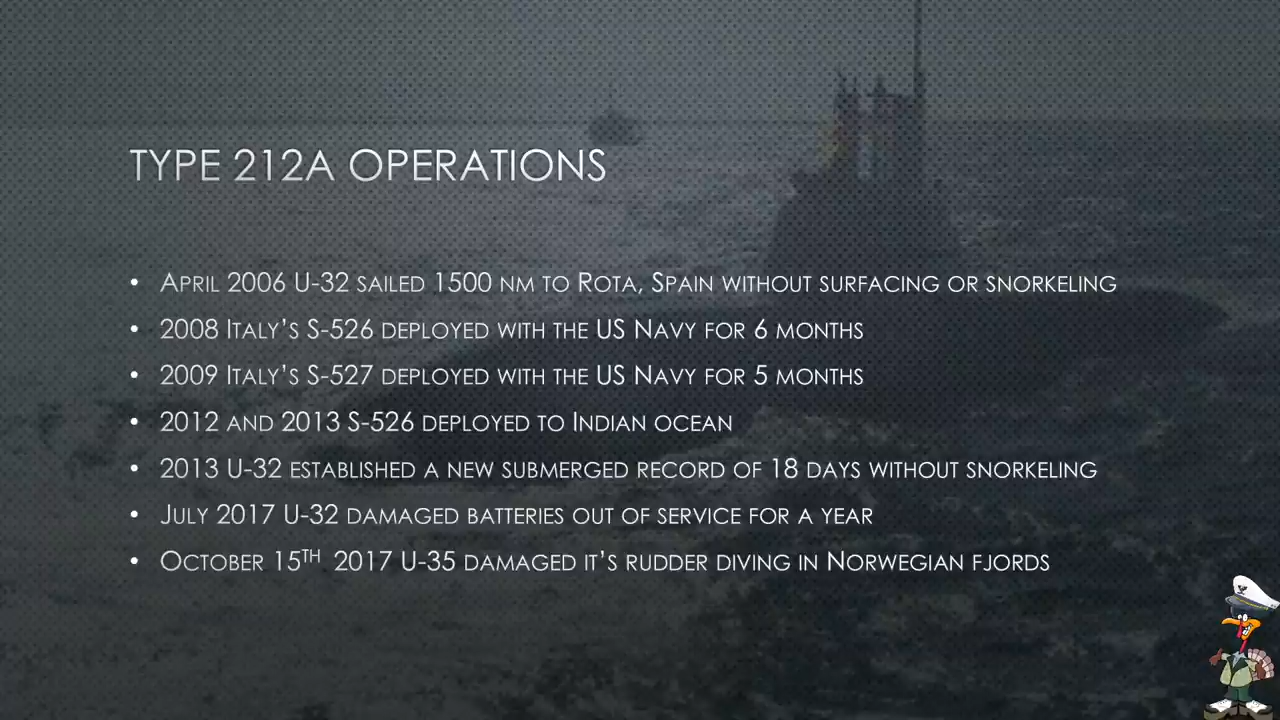 TYPE 212A OPERATIONS
• APRIL 2006 U-32 SAILED 1500 NM TO ROTA, SPAIN WITHOUT SURFACING OR SNORKELING
• 2008 ITALY'S S-526 DEPLOYED WITH THE US NAVY FOR 6 MONTHS
• 2009 ITALY'S S-527 DEPLOYED WITH THE US NAVY FOR 5 MONTHS
• 2012 AND 2013 S-526 DEPLOYED TO INDIAN OCEAN
• 2013 U-32 ESTABLISHED A NEW SUBMERGED RECORD OF 18 DAYS WITHOUT SNORKELING
• JULY 2017 U-32 DAMAGED BATTERIES OUT OF SERVICE FOR A YEAR
• OCTOBER 15TH 2017 U-35 DAMAGED IT'S RUDDER DIVING IN NORWEGIAN FJORDS